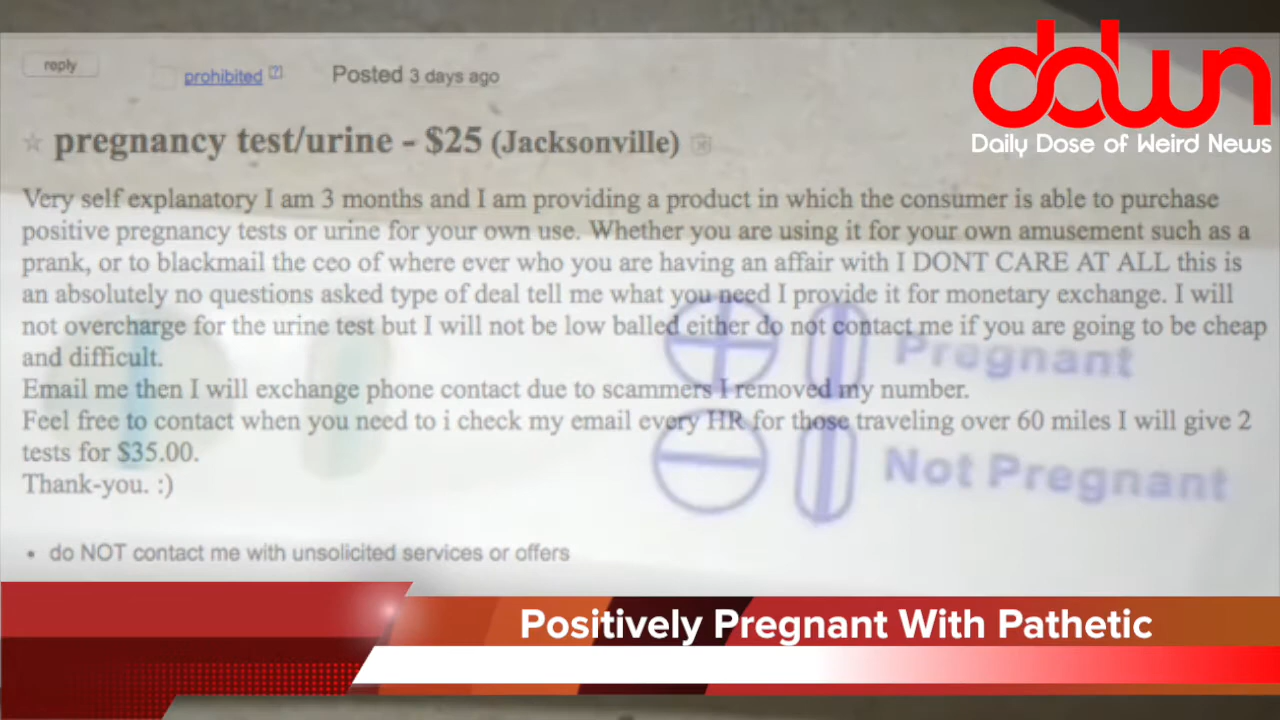 reply
prohibited [?] Posted 3 days ago
☆ pregnancy test/urine - $25 (Jacksonville)
Very self explanatory I am 3 months and I am providing a product in which the consumer is able to purchase
positive pregnancy tests or urine for your own use. Whether you are using it for your own amusement such as a
prank, or to blackmail the ceo of where ever who you are having an affair with I DONT CARE AT ALL this is
an absolutely no questions asked type of deal tell me what you need I provide it for monetary exchange. I will
not overcharge for the urine test but I will not be low balled either do not contact me if you are going to be cheap
and difficult.
Email me then I will exchange phone contact due to scammers I removed my number.
Feel free to contact when you need to i check my email every HR for those traveling over 60 miles I will give 2
tests for $35.00.
Thank-you. :)
• do NOT contact me with unsolicited services or offers
Pregnant
Not Pregnant
down
Daily Dose of Weird News
Positively Pregnant With Pathetic